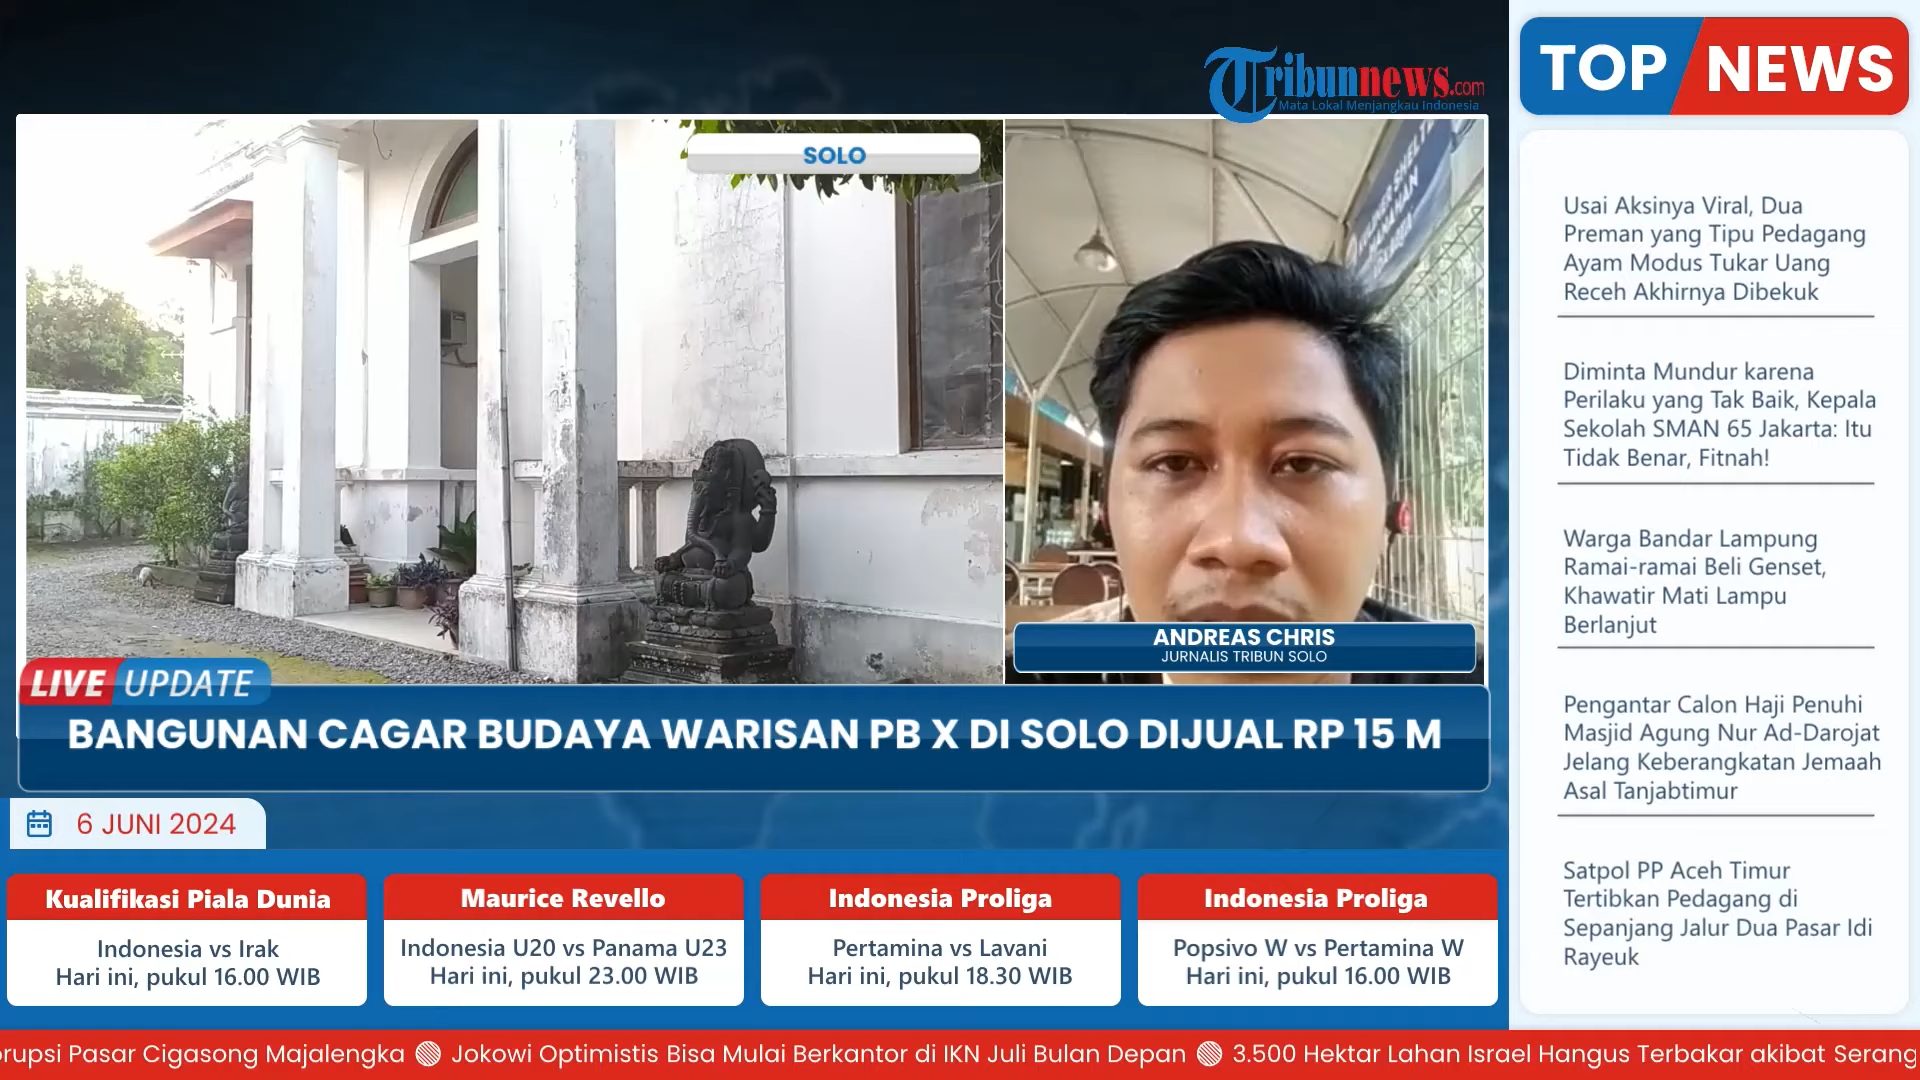 Tribunnews.com
Mata Lokal Menjangkau Indonesia
TOP NEWS
SOLO
ANDREAS CHRIS
JURNALIS TRIBUN SOLO
LIVE UPDATE
BANGUNAN CAGAR BUDAYA WARISAN PB X DI SOLO DIJUAL RP 15 M
6 JUNI 2024
Usai Aksinya Viral, Dua
Preman yang Tipu Pedagang
Ayam Modus Tukar Uang
Receh Akhirnya Dibekuk
Diminta Mundur karena
Perilaku yang Tak Baik, Kepala
Sekolah SMAN 65 Jakarta: Itu
Tidak Benar, Fitnah!
Warga Bandar Lampung
Ramai-ramai Beli Genset,
Khawatir Mati Lampu
Berlanjut
Pengantar Calon Haji Penuhi
Masjid Agung Nur Ad-Darojat
Jelang Keberangkatan Jemaah
Asal Tanjabtimur
Satpol PP Aceh Timur
Tertibkan Pedagang di
Sepanjang Jalur Dua Pasar Idi
Rayeuk
Kualifikasi Piala Dunia
Indonesia vs Irak
Hari ini, pukul 16.00 WIB
Maurice Revello
Indonesia U20 vs Panama U23
Hari ini, pukul 23.00 WIB
Indonesia Proliga
Pertamina vs Lavani
Hari ini, pukul 18.30 WIB
Indonesia Proliga
Popsivo W vs Pertamina W
Hari ini, pukul 16.00 WIB
rupsi Pasar Cigasong Majalengka Jokowi Optimistis Bisa Mulai Berkantor di IKN Juli Bulan Depan 3.500 Hektar Lahan Israel Hangus Terbakar akibat Serang